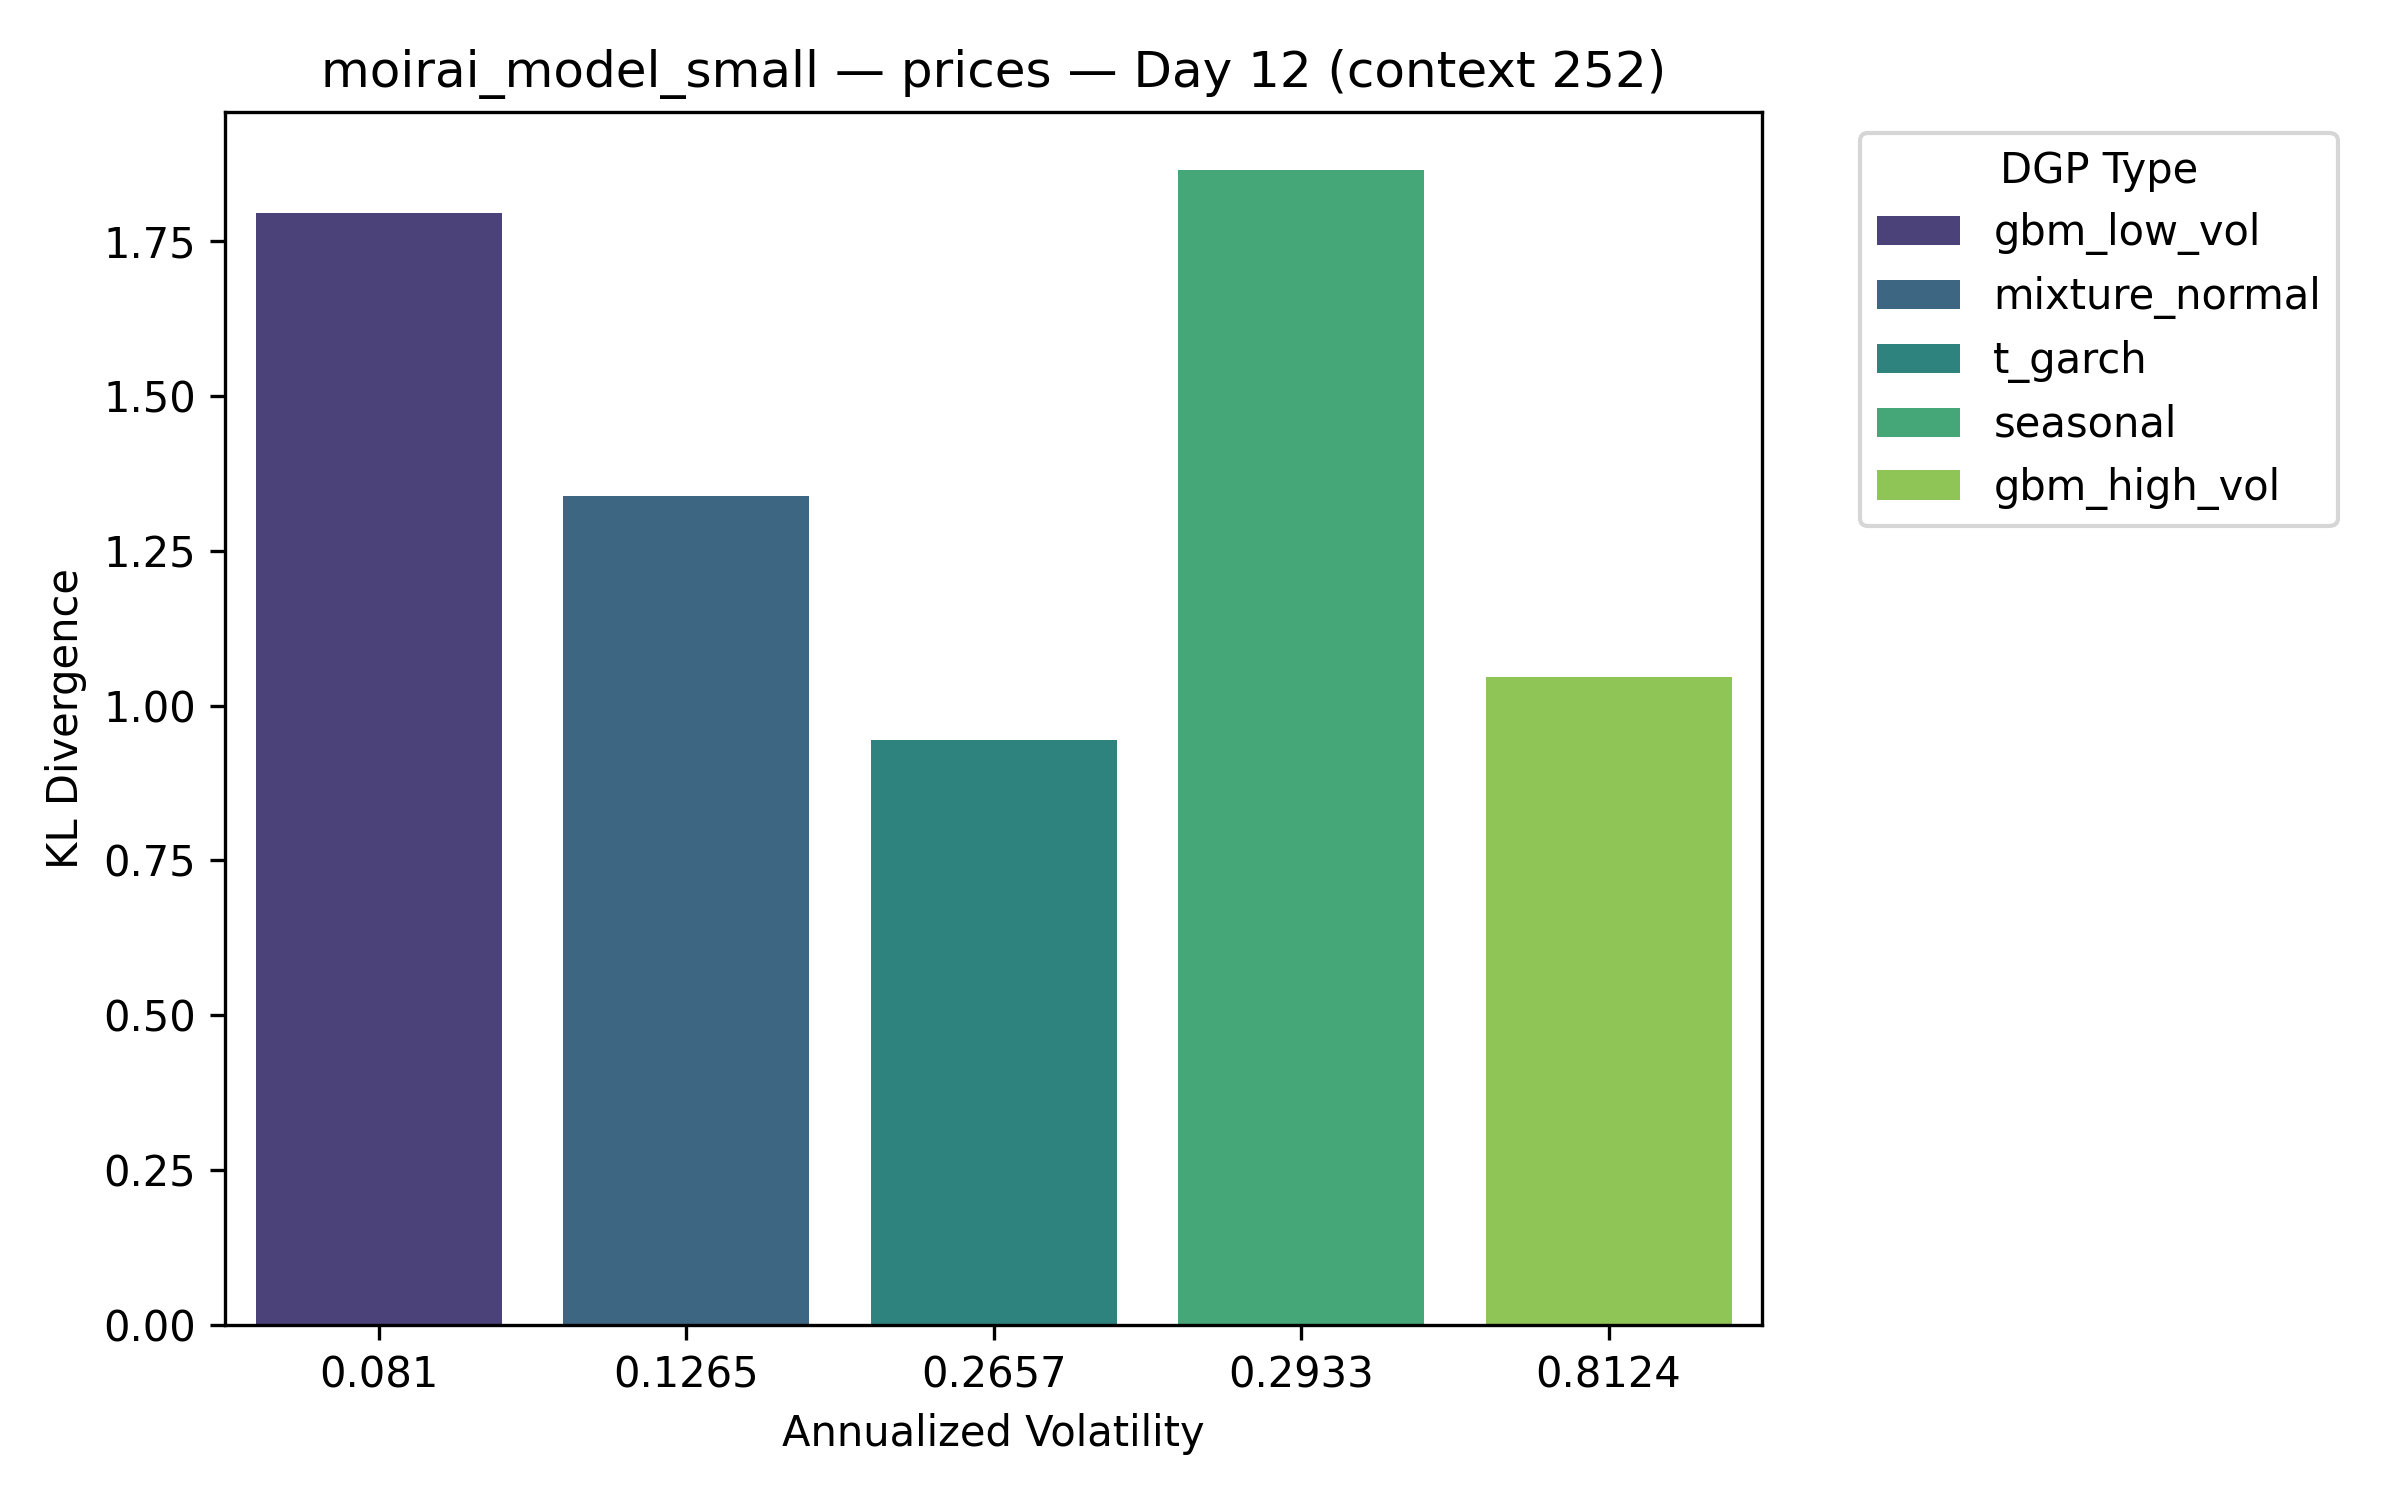 moirai_model_small — prices — Day 12 (context 252)
DGP Type
gbm_low_vol
mixture_normal
t_garch
seasonal
gbm_high_vol
KL Divergence
1.75
1.50
1.25
1.00
0.75
0.50
0.25
0.00
0.081 0.1265 0.2657 0.2933 0.8124
Annualized Volatility